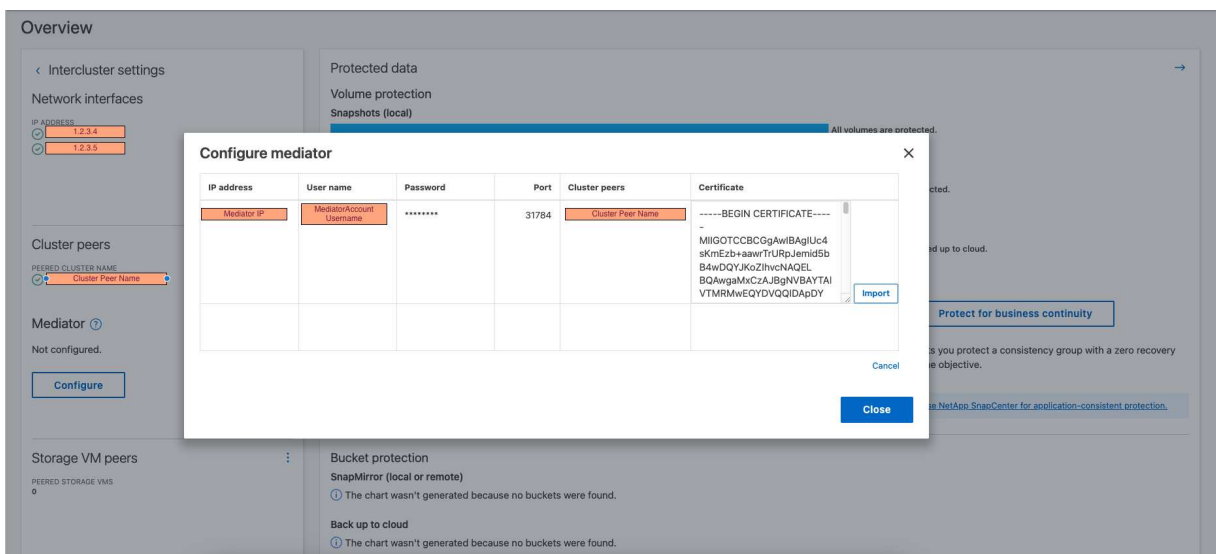 Overview
Intercluster settings
Network interfaces
IP ADDRESS
1.2.3.4
1.2.3.5
Cluster peers
PEERED CLUSTER NAME
Cluster Peer Name
Mediator
Not configured.
Configure
Storage VM peers
PEERED STORAGE VMS
0
Protected data
Volume protection
Snapshots (local)
All volumes are protected.
Configure mediator
IP address User name Password Port Cluster peers Certificate
Mediator IP MediatorAccount Username ******** 31784 Cluster Peer Name
-----BEGIN CERTIFICATE----
-
MIIGOTCCBCGgAwIBAgIUc4
sKmEzb+aawrTrURpJemid5b
B4wDQYJKoZIhvcNAQEL
BQAwgaMxCzAJBgNVBAYTAl
VTMRMwEQYDVQQIDApDY
Import
Cancel
Close
ed up to cloud.
Protect for business continuity
s you protect a consistency group with a zero recovery
e objective.
se NetApp SnapCenter for application-consistent protection.
Bucket protection
SnapMirror (local or remote)
The chart wasn't generated because no buckets were found.
Back up to cloud
The chart wasn't generated because no buckets were found.